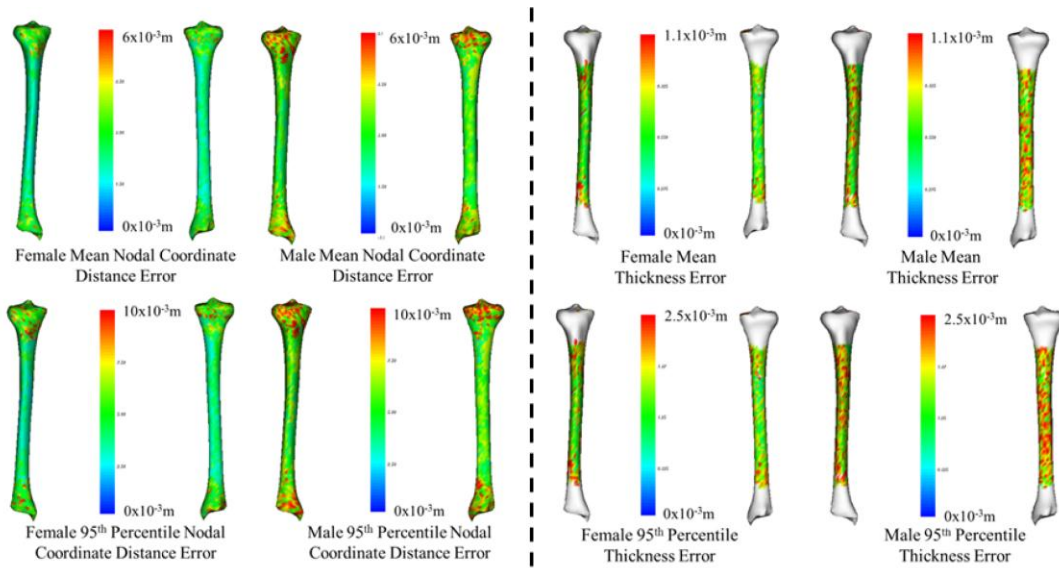 6x10⁻³m
0x10⁻³m
Female Mean Nodal Coordinate
Distance Error
6x10⁻³m
0x10⁻³m
Male Mean Nodal Coordinate
Distance Error
1.1x10⁻³m
0x10⁻³m
Female Mean
Thickness Error
1.1x10⁻³m
0x10⁻³m
Male Mean
Thickness Error
10x10⁻³m
0x10⁻³m
Female 95ᵗʰ Percentile Nodal
Coordinate Distance Error
10x10⁻³m
0x10⁻³m
Male 95ᵗʰ Percentile Nodal
Coordinate Distance Error
2.5x10⁻³m
0x10⁻³m
Female 95ᵗʰ Percentile
Thickness Error
2.5x10⁻³m
0x10⁻³m
Male 95ᵗʰ Percentile
Thickness Error